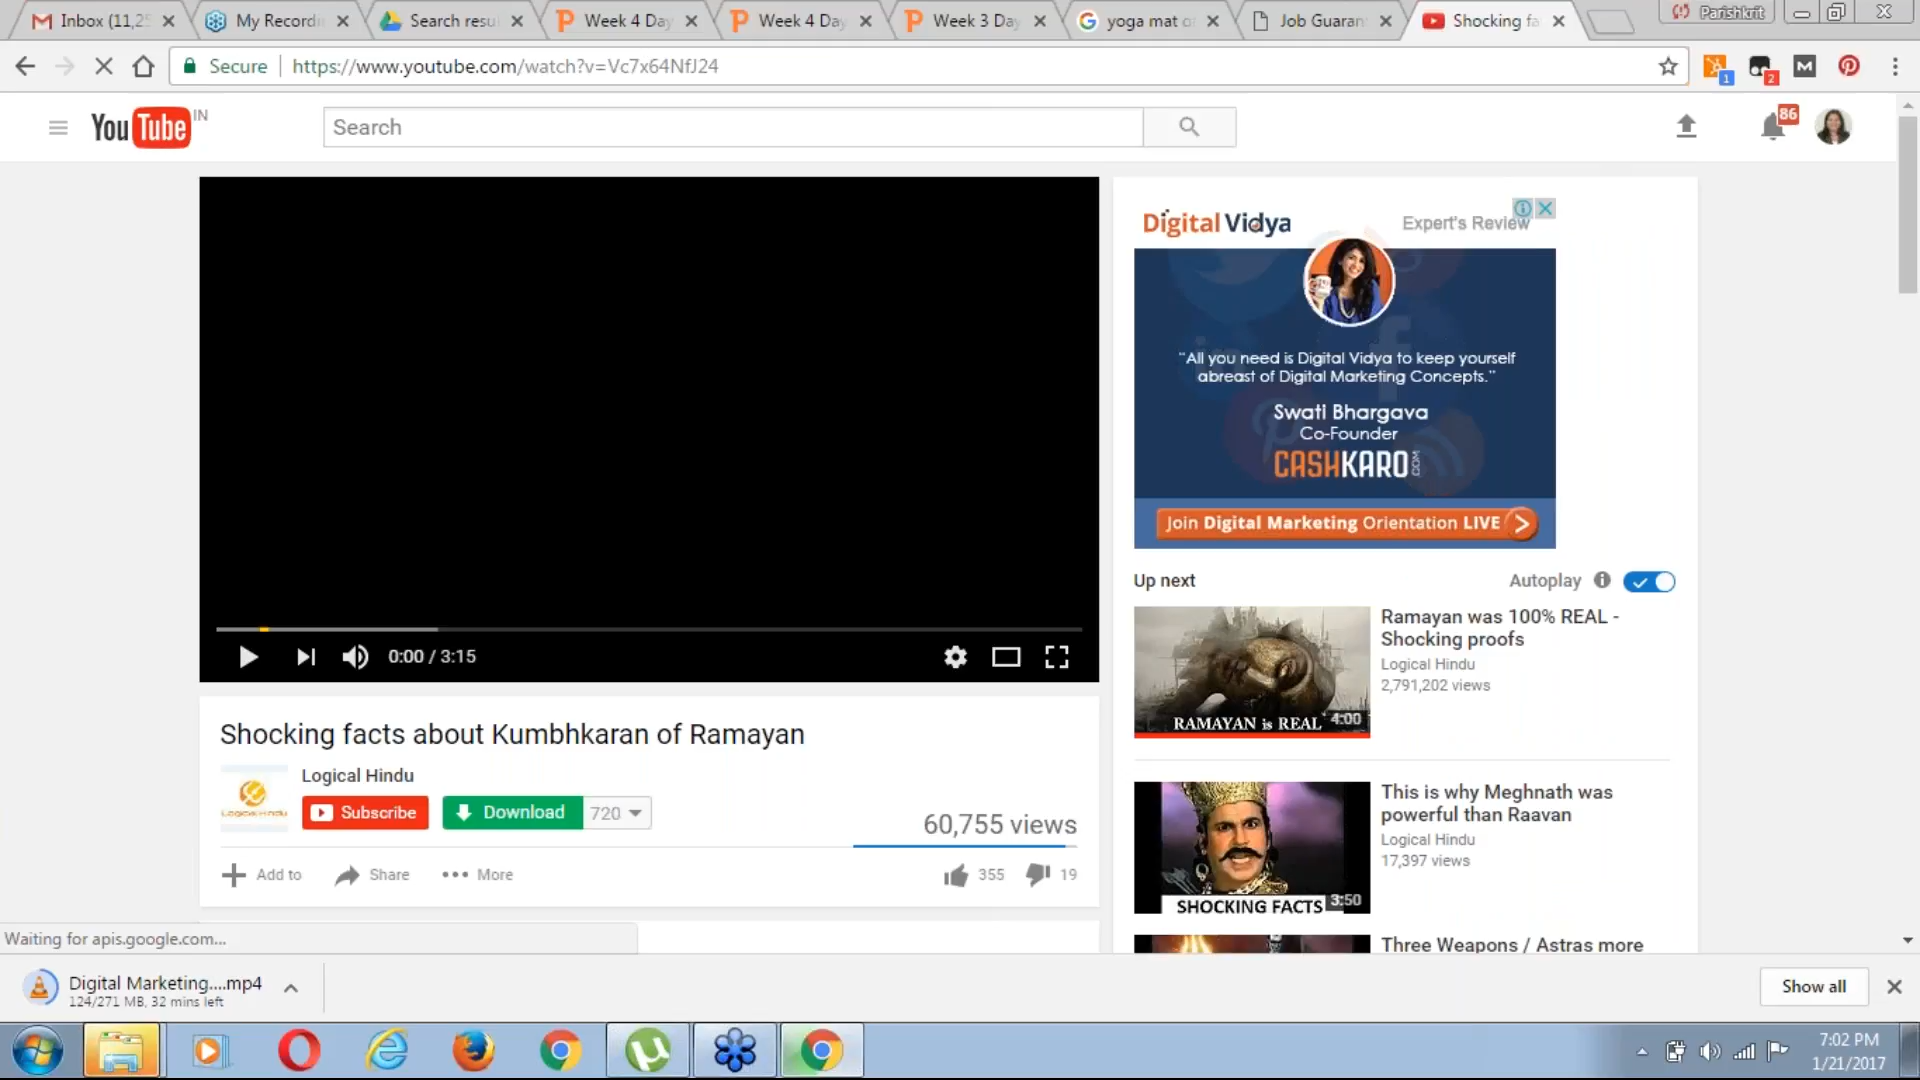 Inbox (11,25
My Recordi
Search resu
Week 4 Day
Week 4 Day
Week 3 Day
yoga mat o
Job Guaran
Shocking fa
Parishkrit
Secure
https://www.youtube.com/watch?v=Vc7x64NfJ24
1
2
YouTube IN
Search
86
Digital Vidya
Expert's Review
"All you need is Digital Vidya to keep yourself
abreast of Digital Marketing Concepts."
Swati Bhargava
Co-Founder
CASHKARO.COM
Join Digital Marketing Orientation LIVE
0:00 / 3:15
Up next
Autoplay
RAMAYAN is REAL
4:00
Ramayan was 100% REAL -
Shocking proofs
Logical Hindu
2,791,202 views
Shocking facts about Kumbhkaran of Ramayan
Logical Hindu
Subscribe
Download
720
60,755 views
Add to
Share
More
355
19
SHOCKING FACTS
3:50
This is why Meghnath was
powerful than Raavan
Logical Hindu
17,397 views
Three Weapons / Astras more
Waiting for apis.google.com...
Digital Marketing....mp4
124/271 MB, 32 mins left
Show all
7:02 PM
1/21/2017